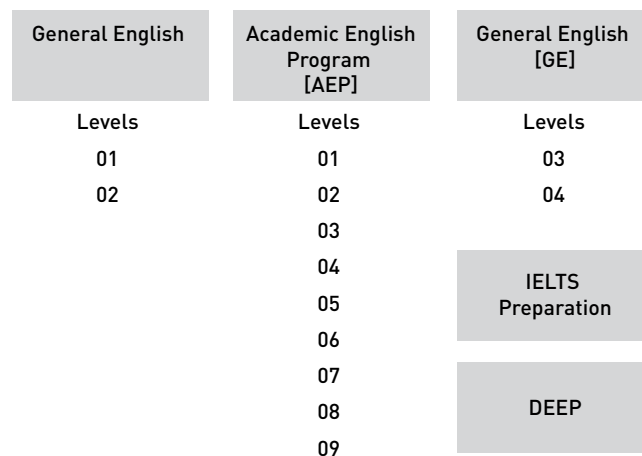 General English
Levels
01
02
Academic English
Program
[AEP]
Levels
01
02
03
04
05
06
07
08
09
General English
[GE]
Levels
03
04
IELTS
Preparation
DEEP